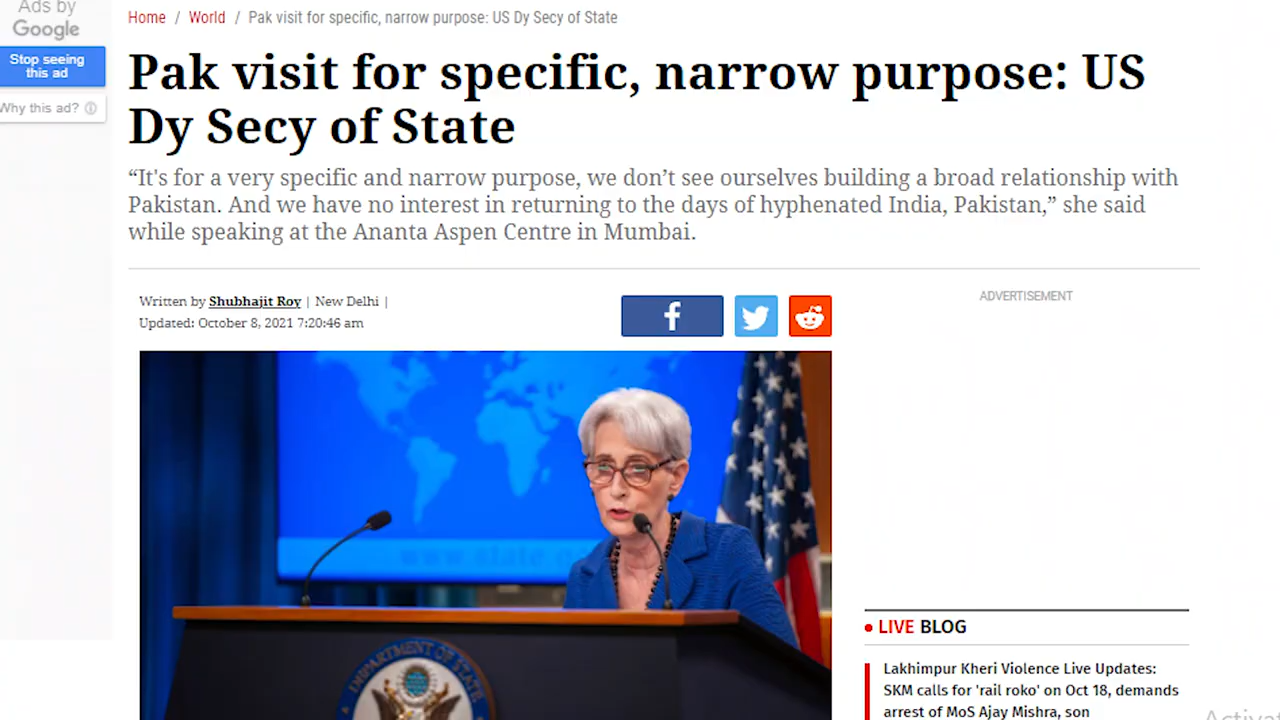 Ads by
Google
Stop seeing
this ad
Why this ad?
Home / World / Pak visit for specific, narrow purpose: US Dy Secy of State
Pak visit for specific, narrow purpose: US
Dy Secy of State
“It's for a very specific and narrow purpose, we don’t see ourselves building a broad relationship with
Pakistan. And we have no interest in returning to the days of hyphenated India, Pakistan,” she said
while speaking at the Ananta Aspen Centre in Mumbai.
Written by Shubhajit Roy | New Delhi |
Updated: October 8, 2021 7:20:46 am
ADVERTISEMENT
www state
DEPARTMENT OF STATE
LIVE BLOG
Lakhimpur Kheri Violence Live Updates:
SKM calls for 'rail roko' on Oct 18, demands
arrest of MoS Ajay Mishra, son